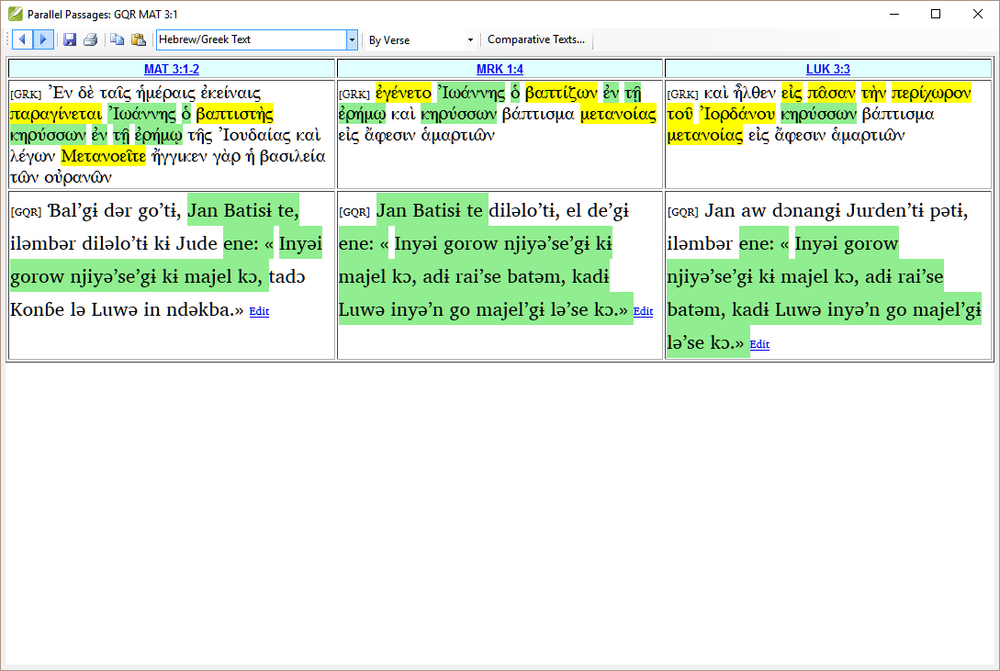 Parallel Passages: GQR MAT 3:1
Hebrew/Greek Text
By Verse
Comparative Texts...
MAT 3:1-2
MRK 1:4
LUK 3:3
[GRK] Ἐν δὲ ταῖς ἡμέραις ἐκείναις
παραγίνεται Ἰωάννης ὁ βαπτιστὴς
κηρύσσων ἐν τῇ ἐρήμῳ τῆς Ἰουδαίας καὶ
λέγων Μετανοεῖτε ἤγγικεν γὰρ ἡ βασιλεία
τῶν οὐρανῶν
[GRK] ἐγένετο Ἰωάννης ὁ βαπτίζων ἐν τῇ
ἐρήμῳ καὶ κηρύσσων βάπτισμα μετανοίας
εἰς ἄφεσιν ἁμαρτιῶν
[GRK] καὶ ἦλθεν εἰς πᾶσαν τὴν περίχωρον
τοῦ Ἰορδάνου κηρύσσων βάπτισμα
μετανοίας εἰς ἄφεσιν ἁμαρτιῶν
[GQR] Ɓal’gɨ dər go’tɨ, Jan Batisɨ te,
iləmbər diləlo’tɨ kɨ Jude ene: « Inyəi
gorow njiyə’se’gɨ kɨ majel kɔ, tadɔ
Konɓe lə Luwə in ndəkba.» Edit
[GQR] Jan Batisɨ te diləlo’tɨ, el de’gɨ
ene: « Inyəi gorow njiyə’se’gɨ kɨ
majel kɔ, adɨ rai’se batəm, kadɨ
Luwə inyə’n go majel’gɨ lə’se kɔ.» Edit
[GQR] Jan aw dɔnangɨ Jurden’tɨ pətɨ,
iləmbər ene: « Inyəi gorow
njiyə’se’gɨ kɨ majel kɔ, adɨ rai’se
batəm, kadɨ Luwə inyə’n go majel’gɨ
lə’se kɔ.» Edit